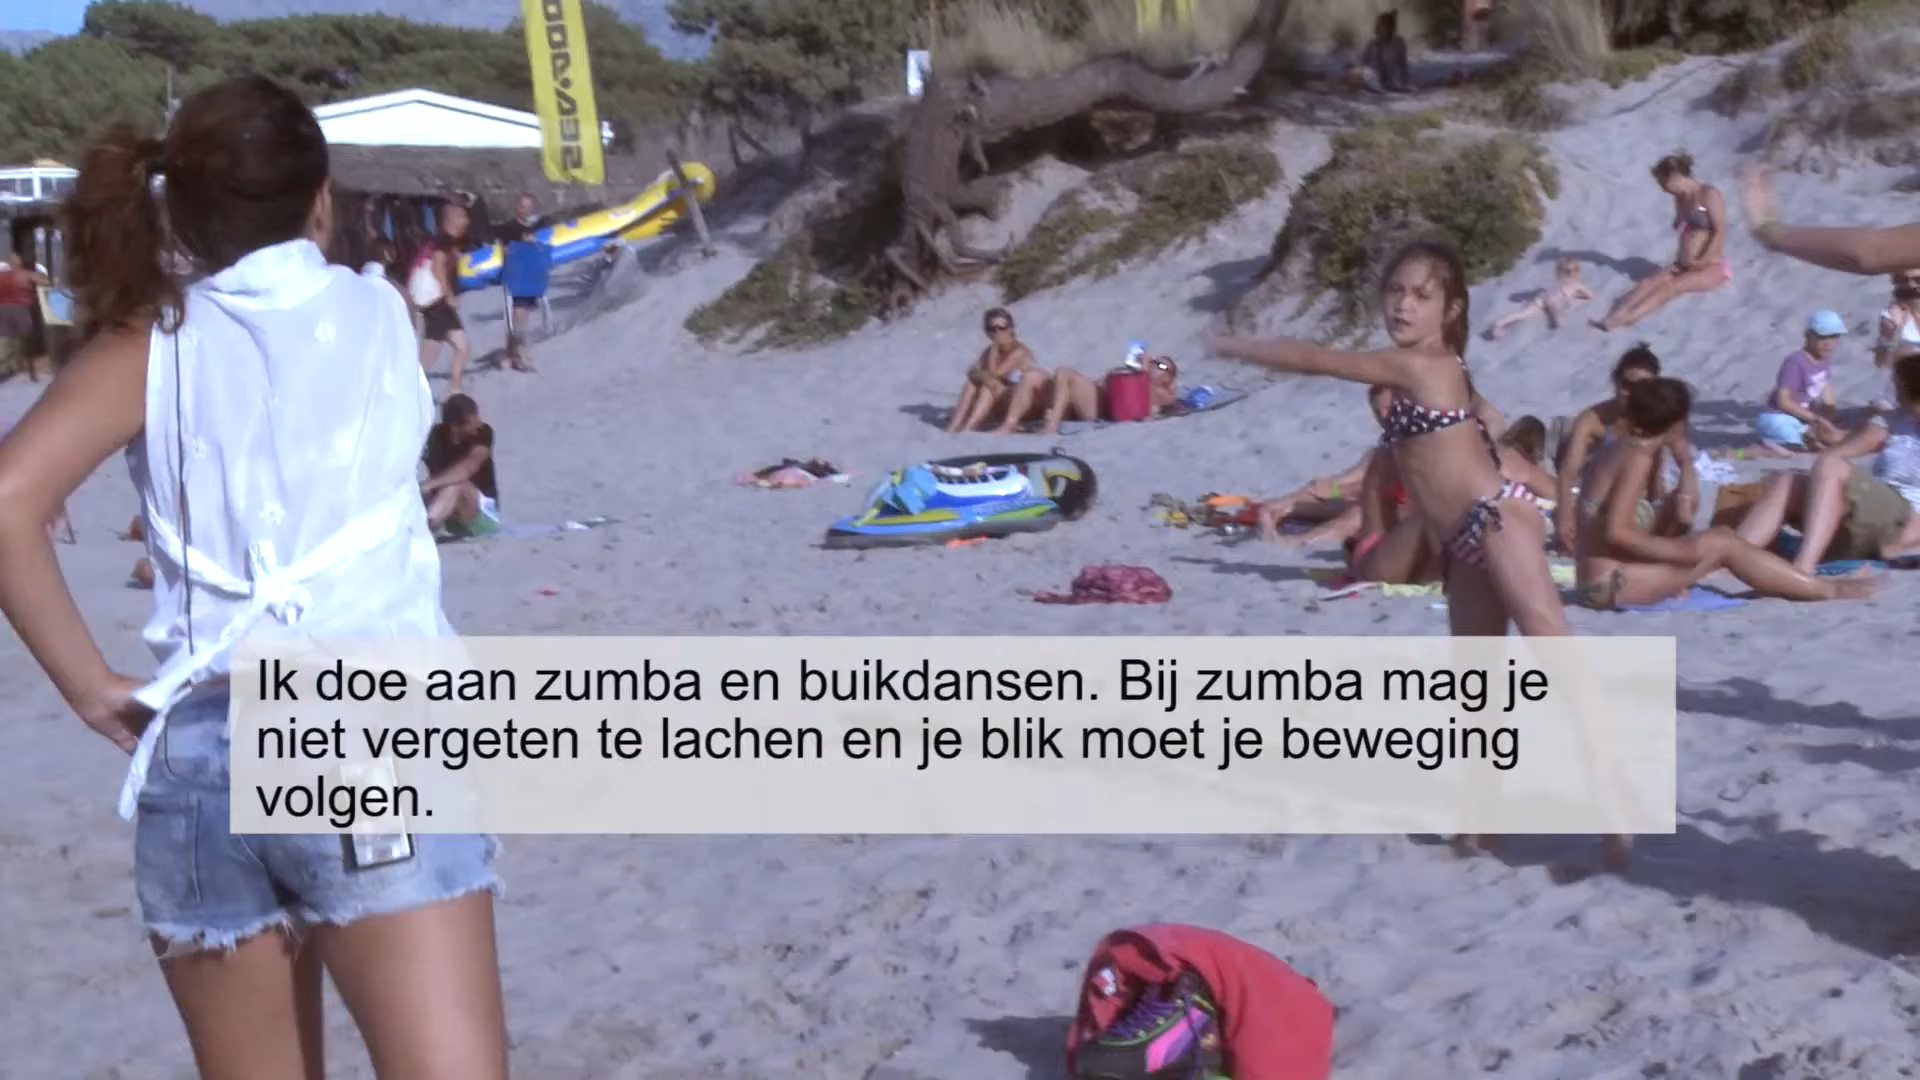 SEADOO
Ik doe aan zumba en buikdansen. Bij zumba mag je
niet vergeten te lachen en je blik moet je beweging
volgen.